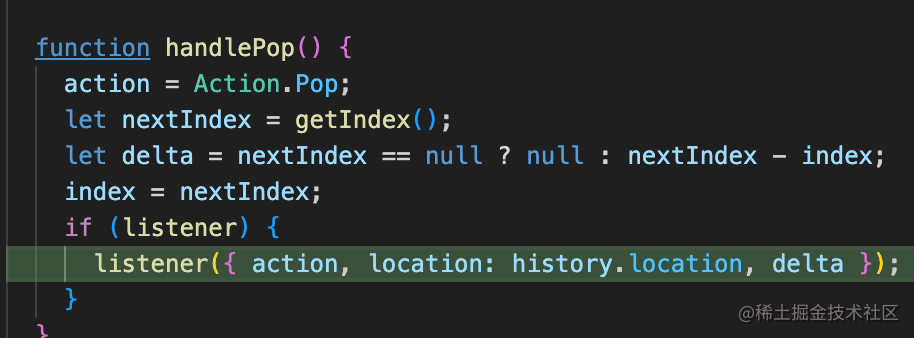 function handlePop() {
  action = Action.Pop;
  let nextIndex = getIndex();
  let delta = nextIndex == null ? null : nextIndex - index;
  index = nextIndex;
  if (listener) {
    listener({ action, location: history.location, delta });
  }
}
@稀土掘金技术社区